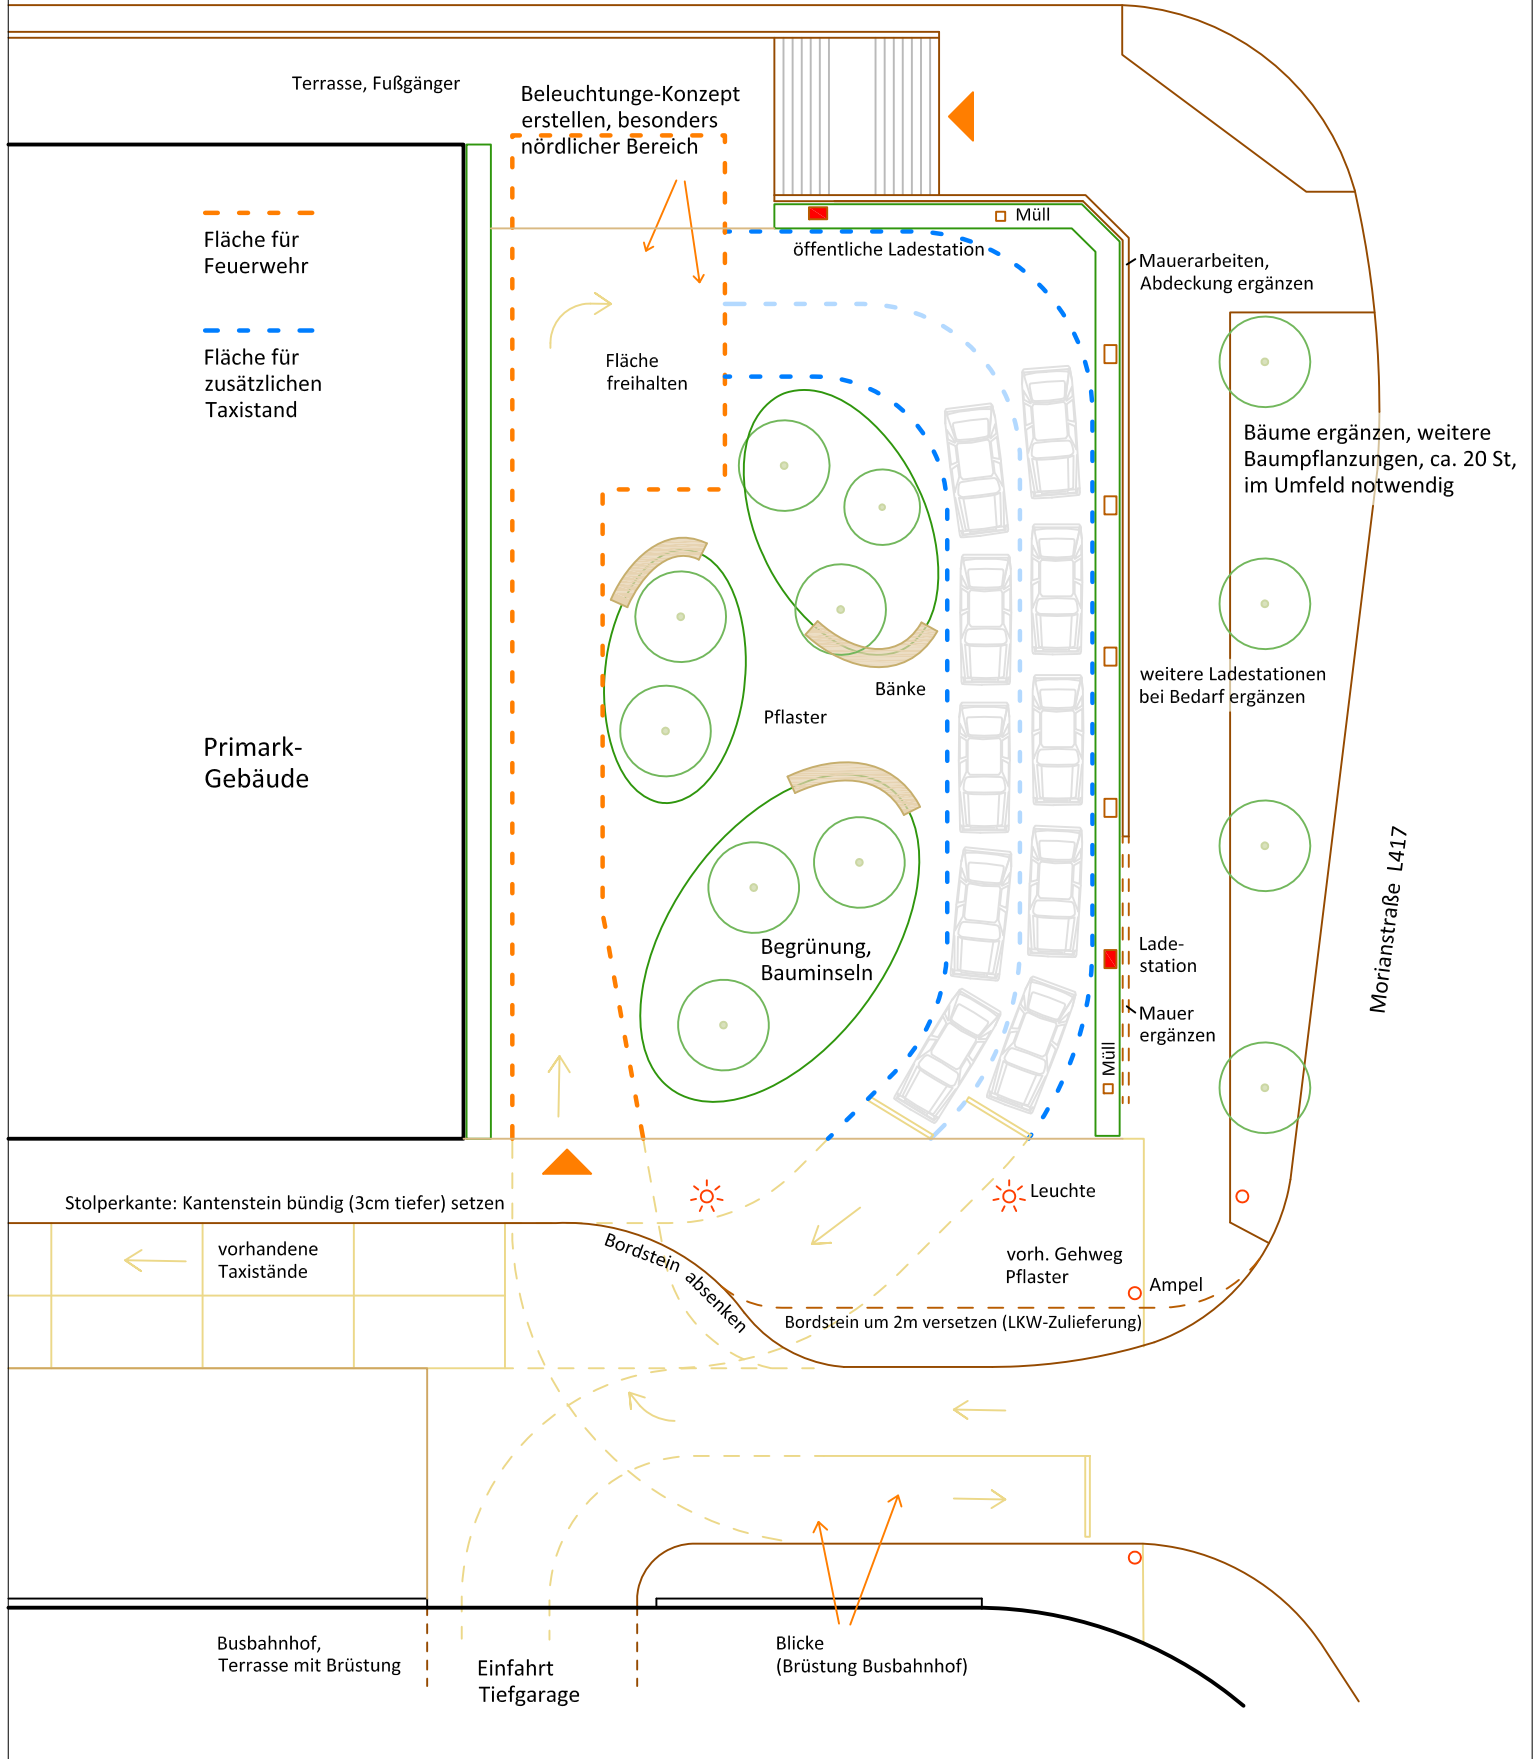 Terrasse, Fußgänger
Beleuchtunge-Konzept
erstellen, besonders
nördlicher Bereich
Müll
öffentliche Ladestation
Fläche für
Feuerwehr
Mauerarbeiten,
Abdeckung ergänzen
Fläche für
zusätzlichen
Taxistand
Fläche
freihalten
Bäume ergänzen, weitere
Baumpflanzungen, ca. 20 St,
im Umfeld notwendig
weitere Ladestationen
bei Bedarf ergänzen
Bänke
Pflaster
Primark-
Gebäude
Morianstraße L417
Begrünung,
Bauminseln
Lade-
station
Mauer
ergänzen
Müll
Stolperkante: Kantenstein bündig (3cm tiefer) setzen
Leuchte
vorhandene
Taxistände
Bordstein absenken
vorh. Gehweg
Pflaster
Ampel
Bordstein um 2m versetzen (LKW-Zulieferung)
Busbahnhof,
Terrasse mit Brüstung
Einfahrt
Tiefgarage
Blicke
(Brüstung Busbahnhof)